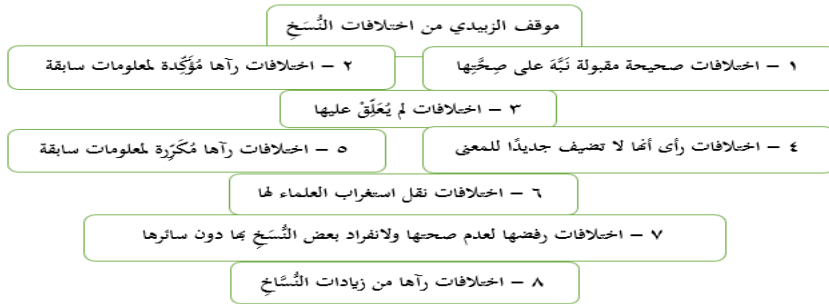 موقف الزبيدي من اختلافات النُّسَخِ
١ – اختلافات صحيحة مقبولة نَبَّهَ على صِحَّتِها
٢ – اختلافات رآها مُؤَكِّدة لمعلومات سابقة
٣ – اختلافات لم يُعَلِّقْ عليها
٤ – اختلافات رأى أنها لا تضيف جديدًا للمعنى
٥ – اختلافات رآها مُكَرِّرة لمعلومات سابقة
٦ – اختلافات نقل استغراب العلماء لها
٧ – اختلافات رفضها لعدم صحتها ولانفراد بعض النُّسَخِ بها دون سائرها
٨ – اختلافات رآها من زيادات النُّسَّاخِ